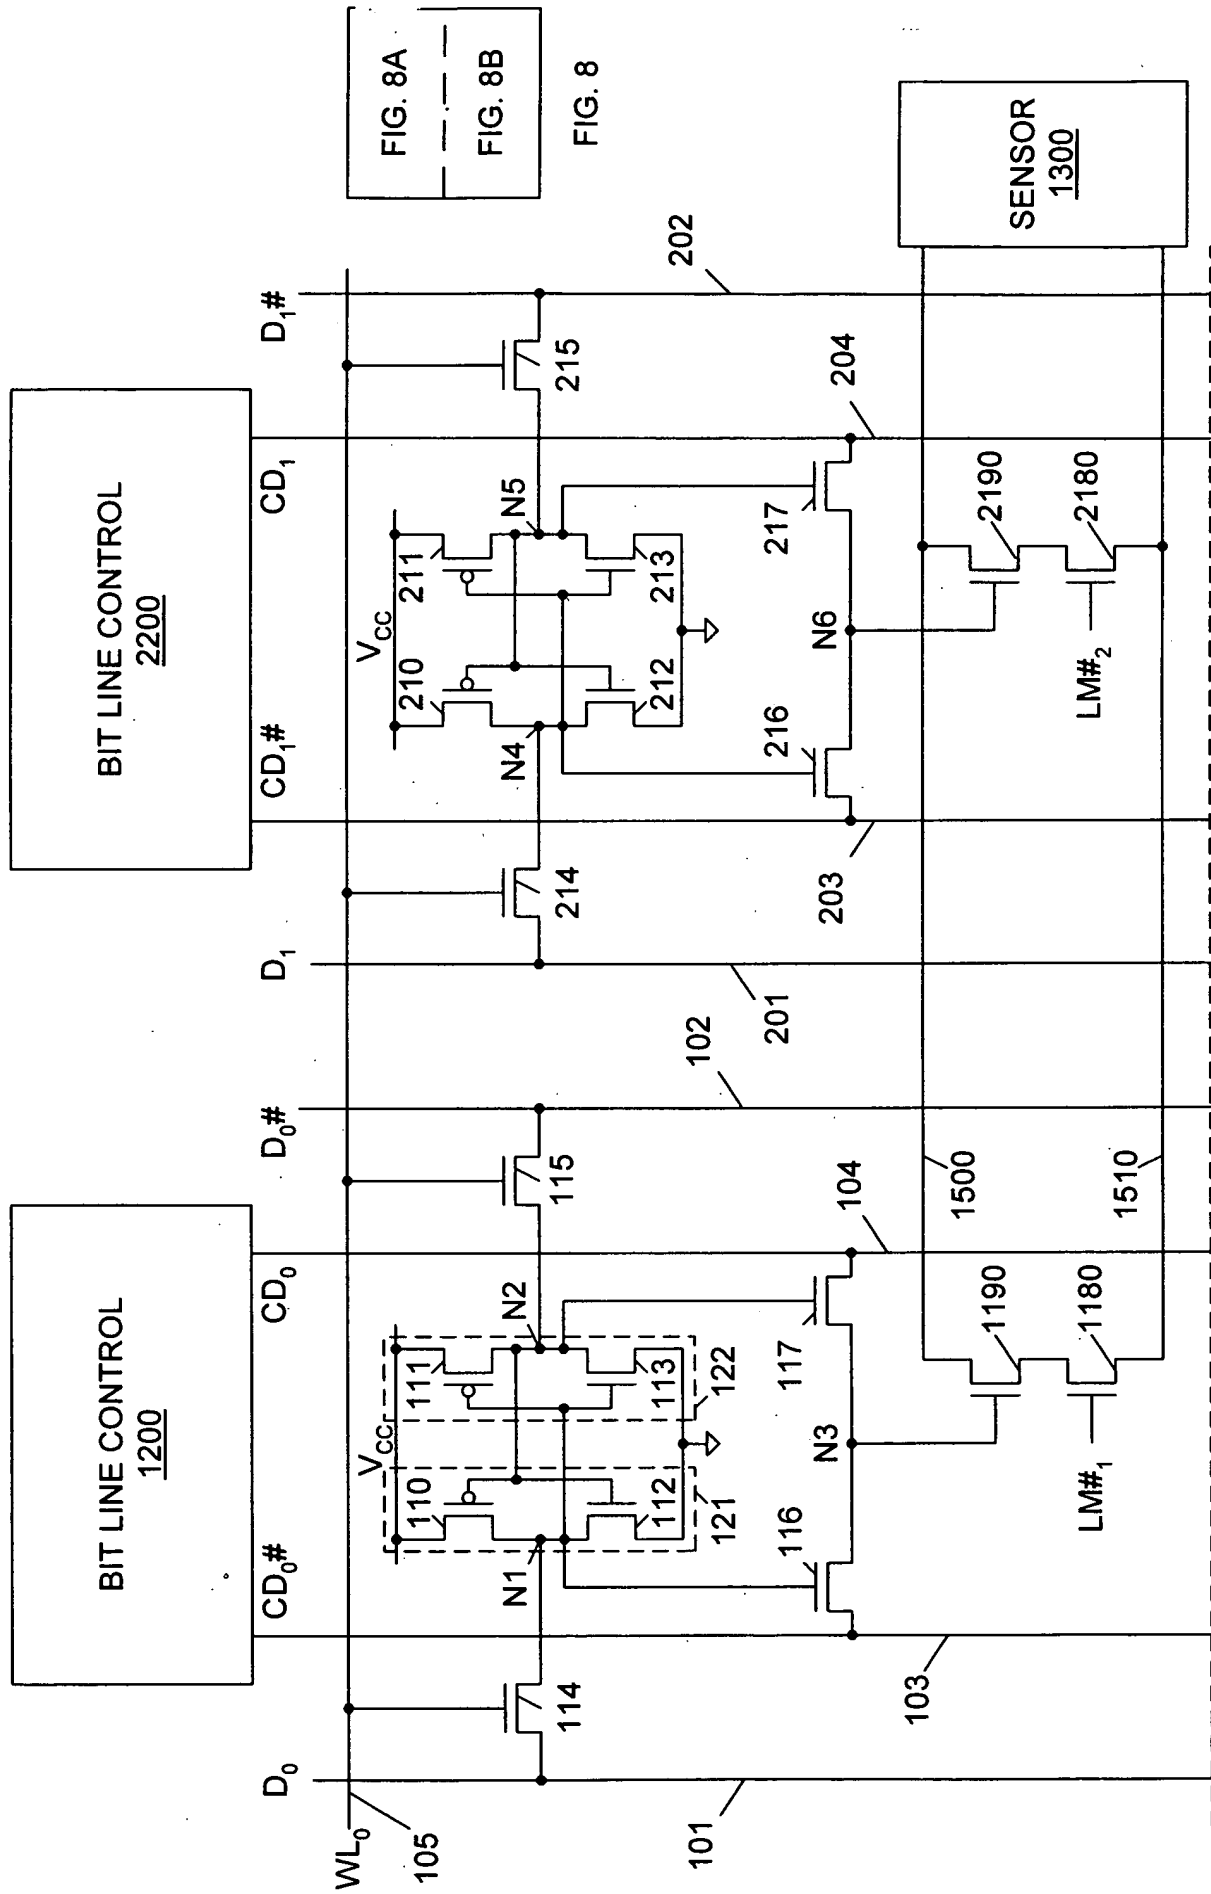 BIT LINE CONTROL
1200
BIT LINE CONTROL
2200
CD₀#
CD₀
CD₁#
CD₁
D₀
D₀#
D₁
D₁#
WL₀
105
FIG. 8A
FIG. 8B
FIG. 8
V_CC
110
111
V_CC
210
211
N1
N2
N4
N5
114
112
113
115
214
212
213
215
121
122
101
102
201
202
116
117
216
217
N3
N6
103
104
203
204
1500
SENSOR
1300
1190
2190
LM#₁
1180
LM#₂
2180
1510